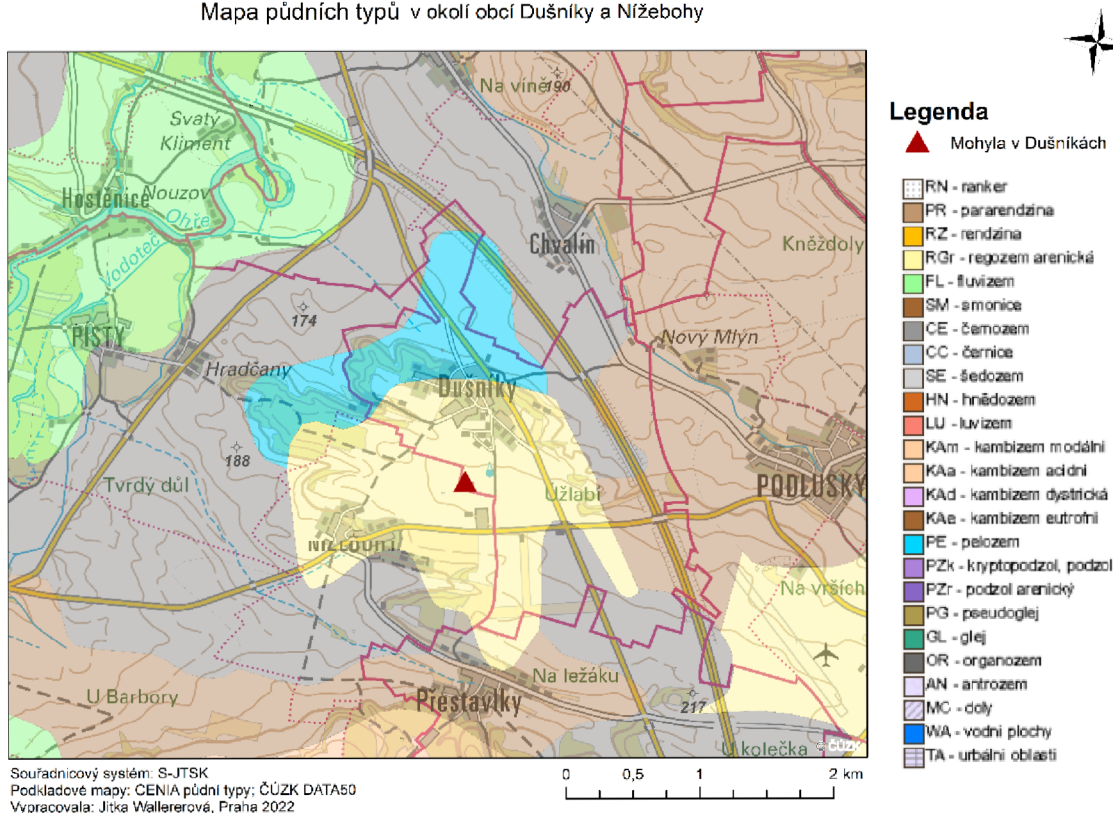 Mapa půdních typů v okolí obcí Dušníky a Nížebohy
Na víně
190
Svaty
Kliment
Hostěnice
Nouzov
Ohře
Vodoteč
Chvalín
Kněždoly
174
PÍSTY
Hradčany
Nový Mlýn
Dušníky
188
Tvrdý důl
Úžlabí
PODLUSKY
Na vrších
U Barbory
Na ležáku
Přestavlky
217
U kolečka
© ČÚZK
Legenda
Mohyla v Dušníkách
RN - ranker
PR - pararendzina
RZ - rendzina
RGr - regozem arenická
FL - fluvizem
SM - smonice
CE - černozem
CC - černice
SE - šedozem
HN - hnědozem
LU - luvizem
KAm - kambizem modální
KAa - kambizem acidní
KAd - kambizem dystrická
KAe - kambizem eutrofní
PE - pelozem
PZk - kryptopodzol, podzol
PZr - podzol arenický
PG - pseudoglej
GL - glej
OR - organozem
AN - antrozem
MC - doly
WA - vodní plochy
TA - urbální oblasti
Souřadnicový systém: S-JTSK
Podkladové mapy: CENIA půdní typy; ČÚZK DATA50
Vypracovala: Jitka Wallererová, Praha 2022
0 0,5 1 2 km